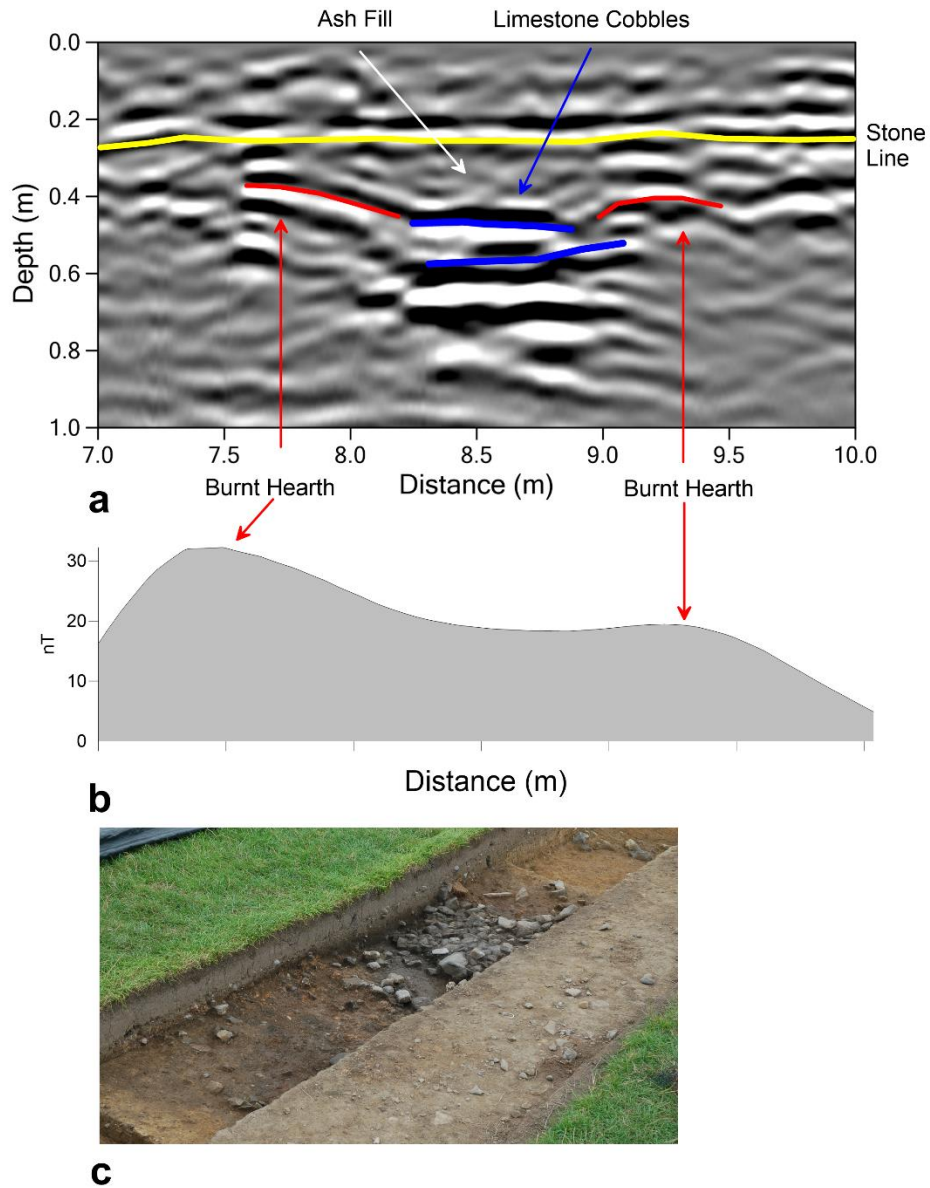 Ash Fill
Limestone Cobbles
0.0
0.2
Stone
Line
0.4
Depth (m)
0.6
0.8
1.0
7.0 7.5 8.0 8.5 9.0 9.5 10.0
a
Burnt Hearth
Distance (m)
Burnt Hearth
30
20
nT
10
0
Distance (m)
b
c